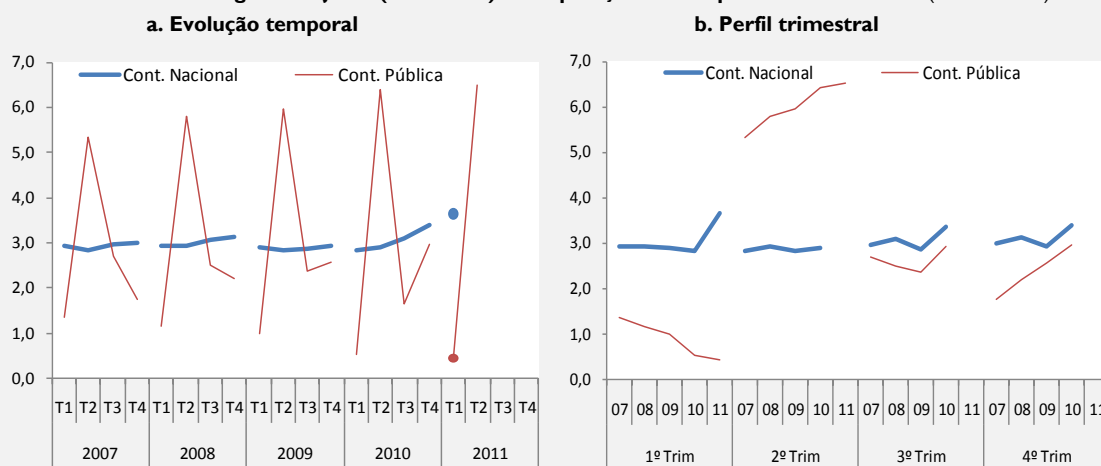 a. Evolução temporal
b. Perfil trimestral
7,0
6,0
5,0
4,0
3,0
2,0
1,0
0,0
Cont. Nacional
Cont. Pública
T1 T2 T3 T4 T1 T2 T3 T4 T1 T2 T3 T4 T1 T2 T3 T4 T1 T2 T3 T4
2007 2008 2009 2010 2011
7,0
6,0
5,0
4,0
3,0
2,0
1,0
0,0
Cont. Nacional
Cont. Pública
07 08 09 10 11 07 08 09 10 11 07 08 09 10 11 07 08 09 10 11
1º Trim 2º Trim 3º Trim 4º Trim